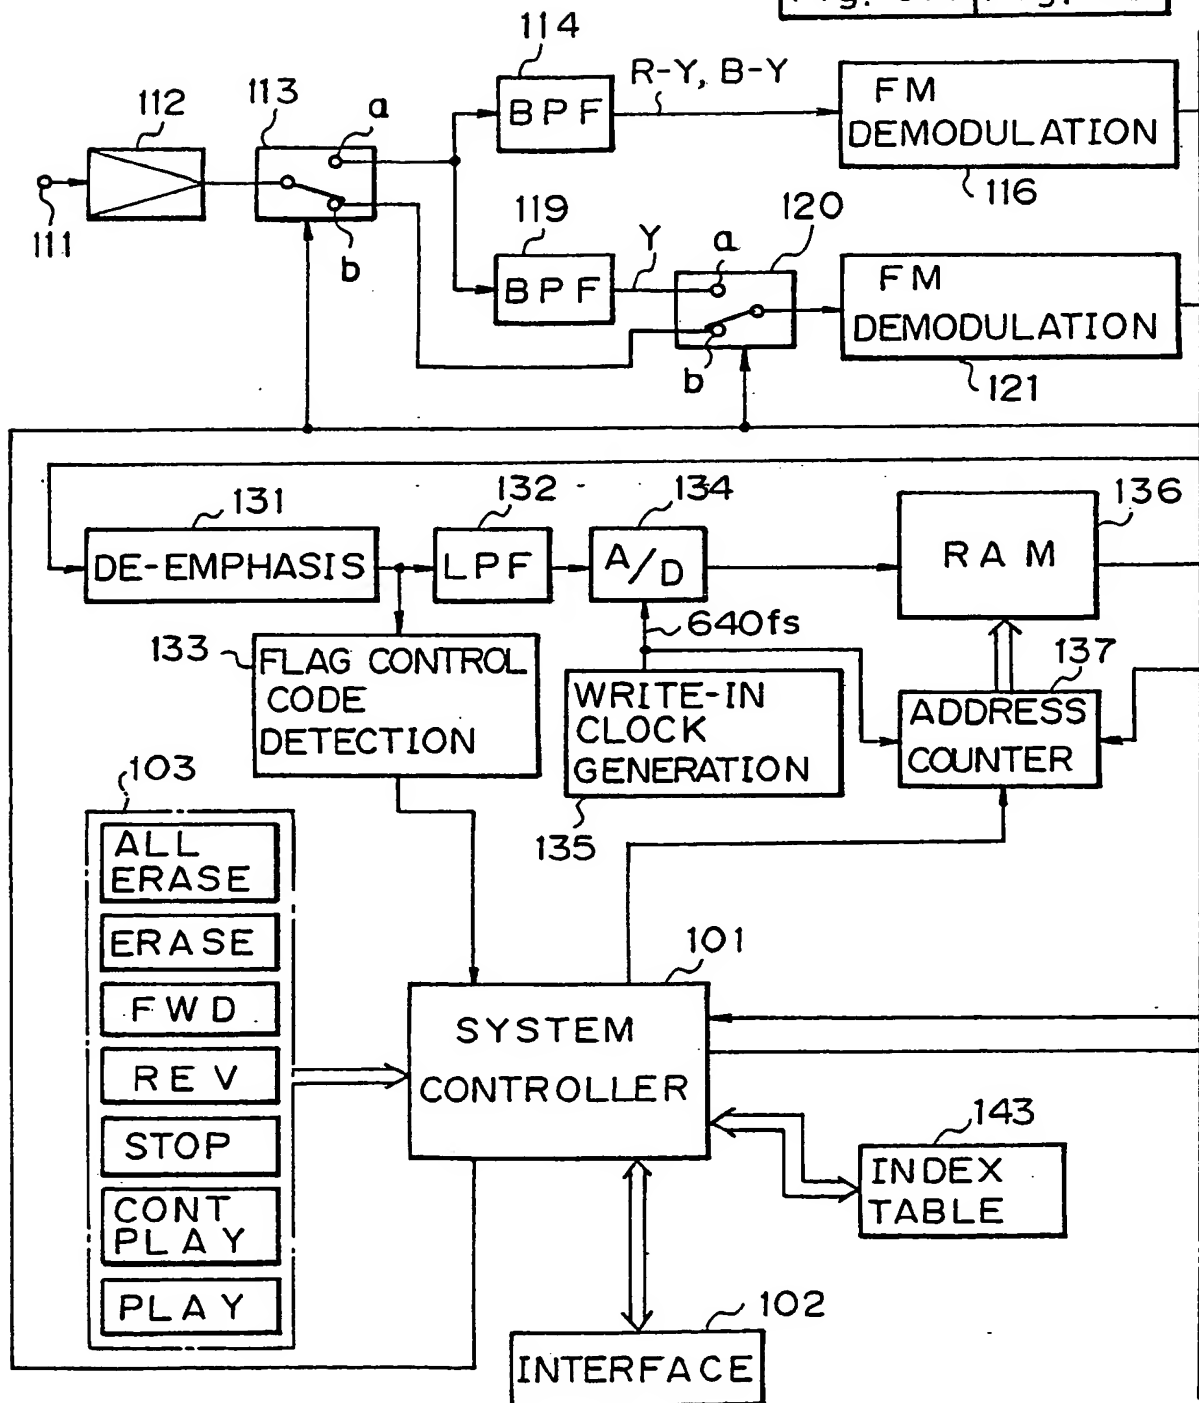 114
R-Y, B-Y
FM
DEMODULATION
116
112
113
a
BPF
111
b
119
BPF
Y
a
120
b
FM
DEMODULATION
121
131
DE-EMPHASIS
132
LPF
134
A/D
136
RAM
640fs
133
FLAG CONTROL
CODE
DETECTION
WRITE-IN
CLOCK
GENERATION
135
137
ADDRESS
COUNTER
103
ALL
ERASE
ERASE
FWD
REV
STOP
CONT
PLAY
PLAY
101
SYSTEM
CONTROLLER
143
INDEX
TABLE
102
INTERFACE